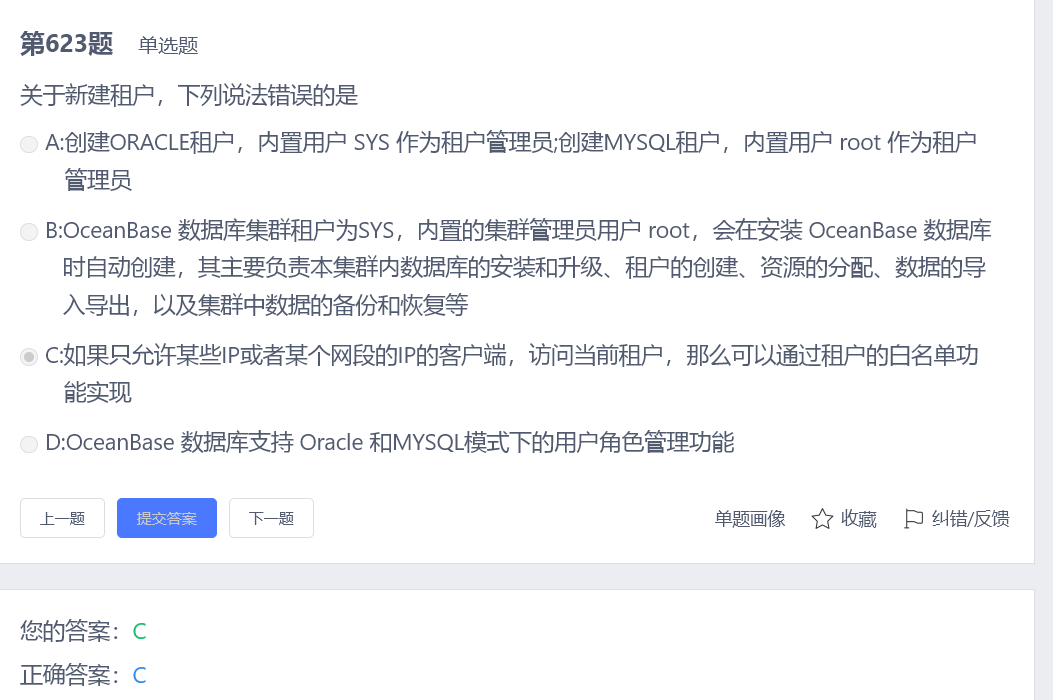 第623题 单选题
关于新建租户，下列说法错误的是
A:创建ORACLE租户，内置用户 SYS 作为租户管理员;创建MYSQL租户，内置用户 root 作为租户
管理员
B:OceanBase 数据库集群租户为SYS，内置的集群管理员用户 root，会在安装 OceanBase 数据库
时自动创建，其主要负责本集群内数据库的安装和升级、租户的创建、资源的分配、数据的导
入导出，以及集群中数据的备份和恢复等
C:如果只允许某些IP或者某个网段的IP的客户端，访问当前租户，那么可以通过租户的白名单功
能实现
D:OceanBase 数据库支持 Oracle 和MYSQL模式下的用户角色管理功能
上一题 提交答案 下一题 单题画像 收藏 纠错/反馈
您的答案：C
正确答案：C